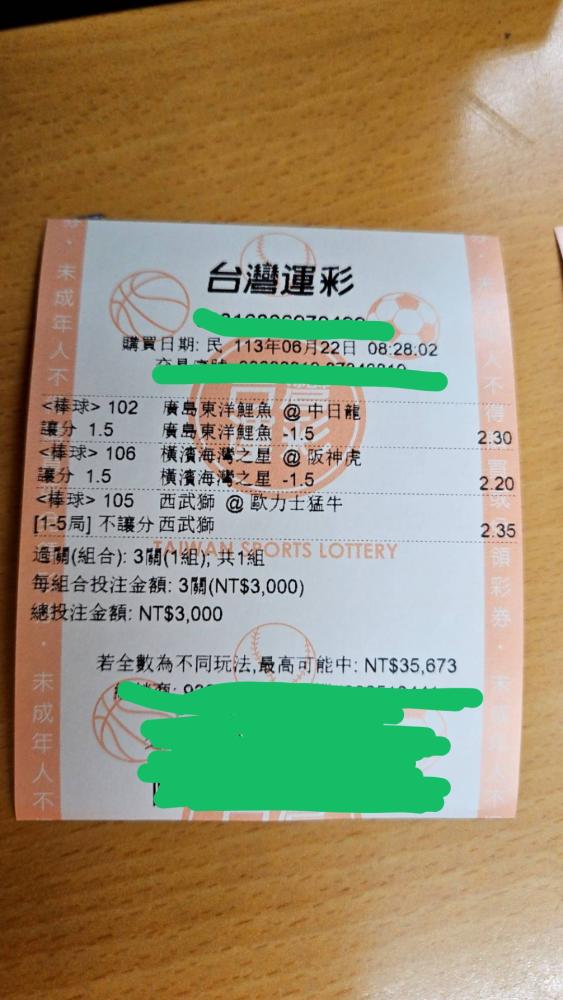 台灣運彩
購買日期: 民 113年06月22日 08:28:02
<棒球> 102 廣島東洋鯉魚 @ 中日龍
讓分 1.5 廣島東洋鯉魚 -1.5 2.30
<棒球> 106 橫濱海灣之星 @ 阪神虎
讓分 1.5 橫濱海灣之星 -1.5 2.20
<棒球> 105 西武獅 @ 歐力士猛牛
[1-5局] 不讓分 西武獅 2.35
TAIWAN SPORTS LOTTERY
過關(組合): 3關(1組), 共1組
每組合投注金額: 3關(NT$3,000)
總投注金額: NT$3,000
若全數為不同玩法,最高可能中: NT$35,673
未成年人不
未成年人不
未成年人不得
領彩券